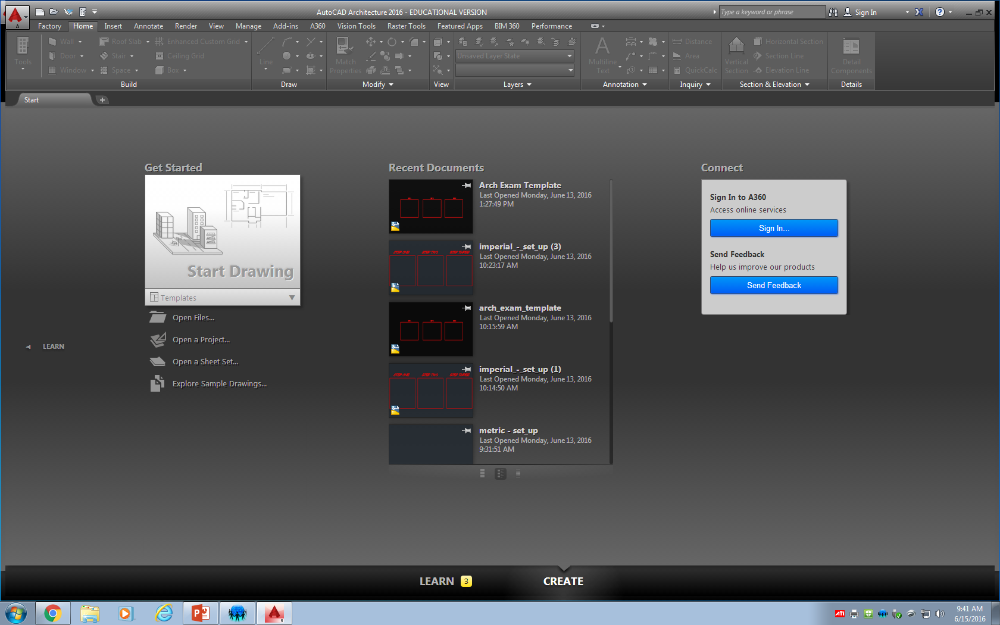 AutoCAD Architecture 2016 - EDUCATIONAL VERSION
Type a keyword or phrase
Sign In
Factory Home Insert Annotate Render View Manage Add-ins A360 Vision Tools Raster Tools Featured Apps BIM 360 Performance
Tools
Wall
Door
Window
Roof Slab
Stair
Space
Enhanced Custom Grid
Ceiling Grid
Box
Build
Line
Draw
Match
Properties
Modify
View
Unsaved Layer State
Layers
Multiline
Text
Annotation
Distance
Area
QuickCalc
Inquiry
Vertical
Section
Horizontal Section
Section Line
Elevation Line
Section & Elevation
Detail
Components
Details
Start
Get Started
Start Drawing
Templates
Open Files...
Open a Project...
Open a Sheet Set...
Explore Sample Drawings...
LEARN
Recent Documents
Arch Exam Template
Last Opened Monday, June 13, 2016
1:27:49 PM
imperial_-_set_up (3)
Last Opened Monday, June 13, 2016
10:23:17 AM
arch_exam_template
Last Opened Monday, June 13, 2016
10:15:59 AM
imperial_-_set_up (1)
Last Opened Monday, June 13, 2016
10:14:50 AM
metric - set_up
Last Opened Monday, June 13, 2016
9:31:51 AM
Connect
Sign In to A360
Access online services
Sign In...
Send Feedback
Help us improve our products
Send Feedback
LEARN 3
CREATE
ATI
9:41 AM
6/15/2016